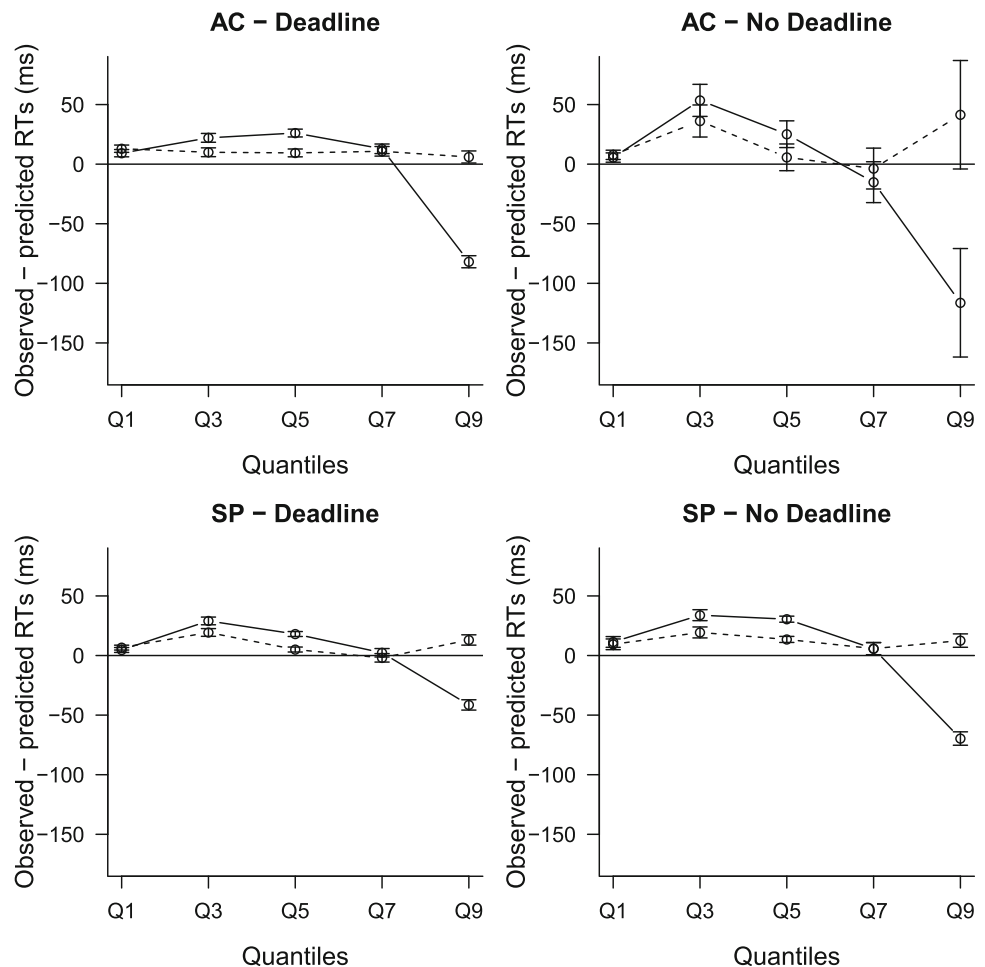 AC − Deadline
Observed − predicted RTs (ms)
50
0
−50
−100
−150
Q1 Q3 Q5 Q7 Q9
Quantiles
AC − No Deadline
Observed − predicted RTs (ms)
50
0
−50
−100
−150
Q1 Q3 Q5 Q7 Q9
Quantiles
SP − Deadline
Observed − predicted RTs (ms)
50
0
−50
−100
−150
Q1 Q3 Q5 Q7 Q9
Quantiles
SP − No Deadline
Observed − predicted RTs (ms)
50
0
−50
−100
−150
Q1 Q3 Q5 Q7 Q9
Quantiles